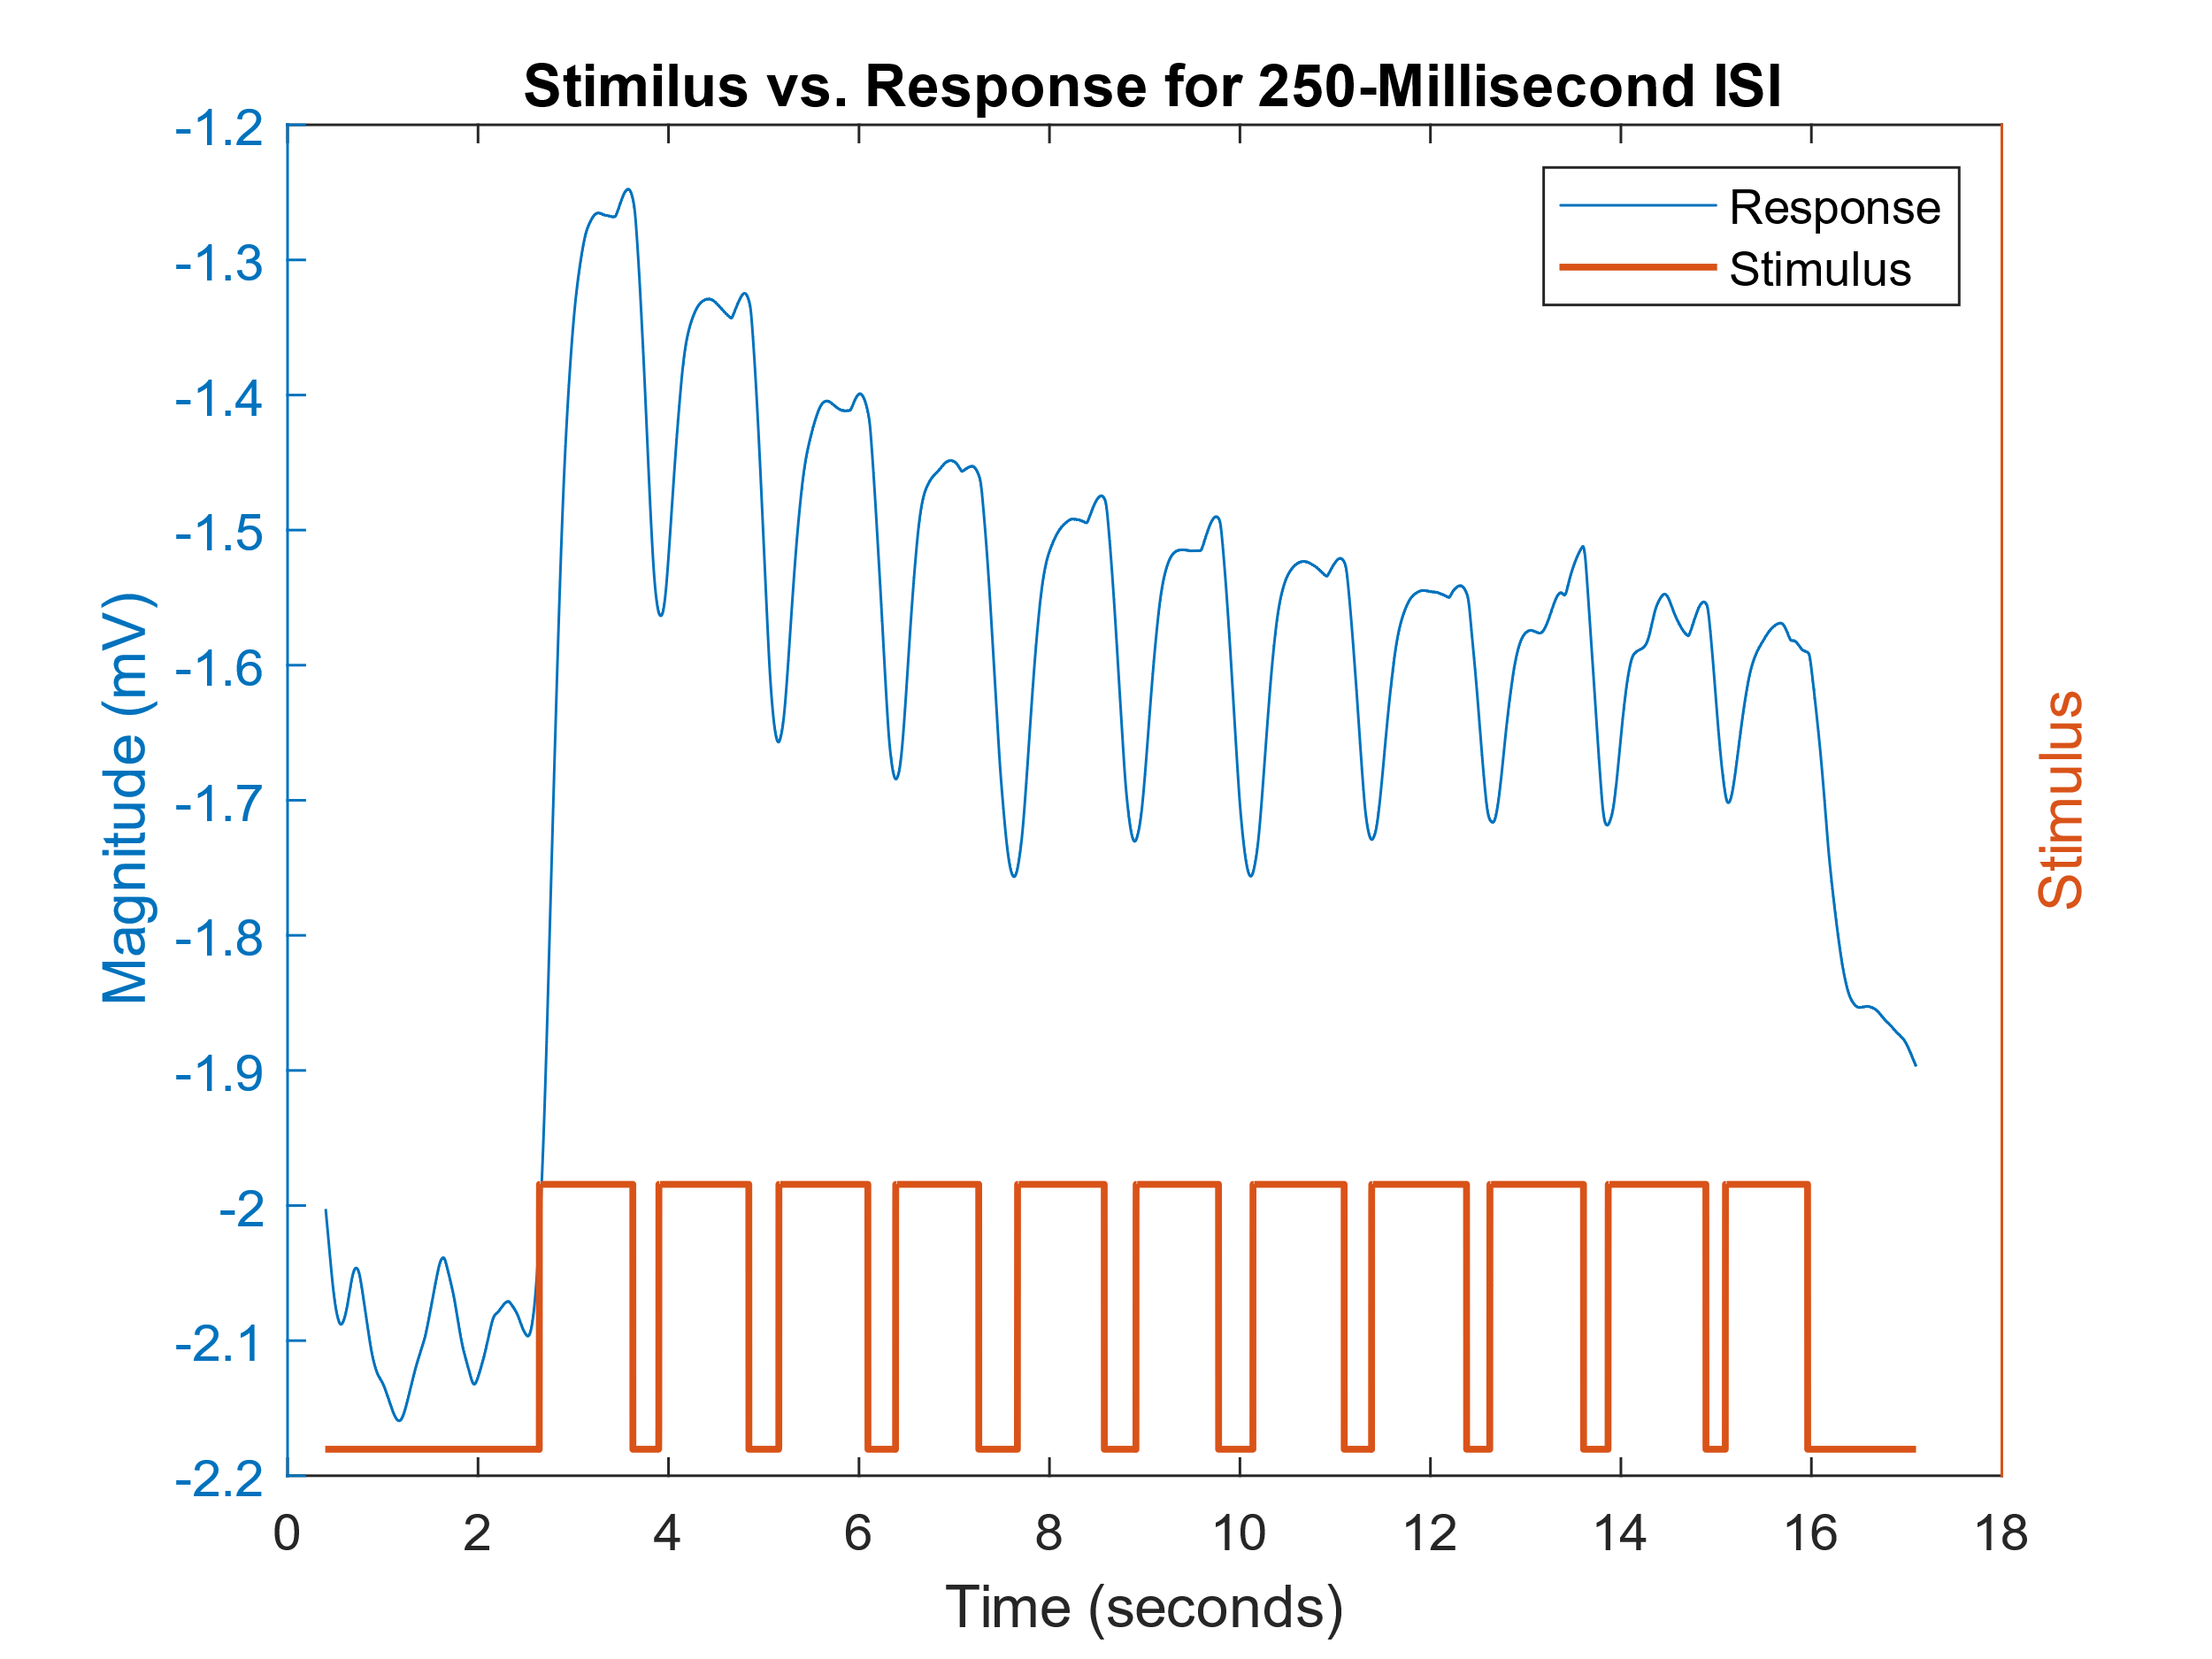 Stimilus vs. Response for 250-Millisecond ISI
Response
Stimulus
-1.2
-1.3
-1.4
-1.5
-1.6
-1.7
-1.8
-1.9
-2
-2.1
-2.2
Magnitude (mV)
Stimulus
0 2 4 6 8 10 12 14 16 18
Time (seconds)